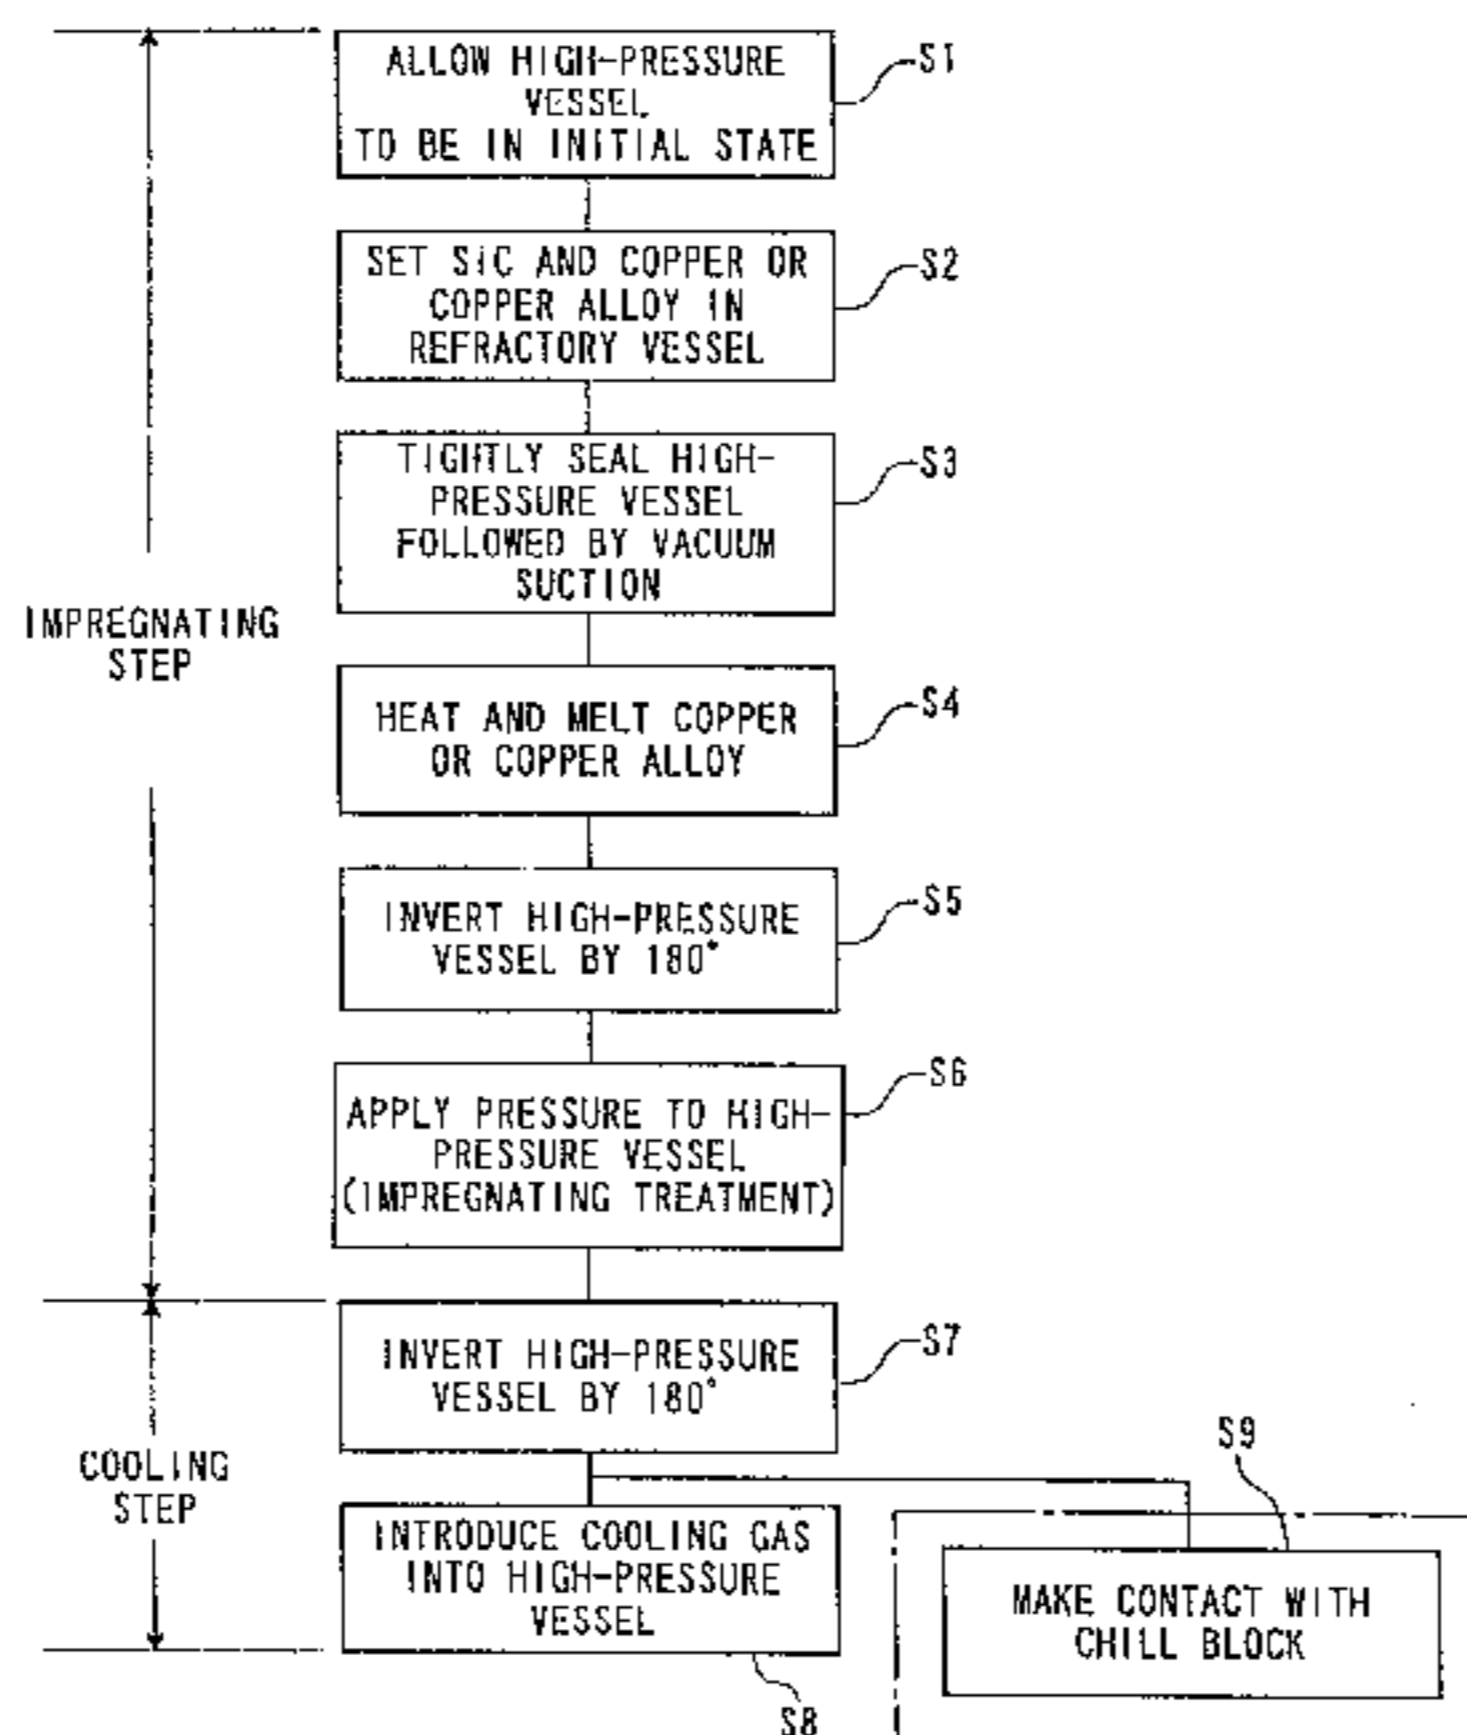 ALLOW HIGH-PRESSURE
VESSEL
TO BE IN INITIAL STATE
S1
SET SiC AND COPPER OR
COPPER ALLOY IN
REFRACTORY VESSEL
S2
TIGHTLY SEAL HIGH-
PRESSURE VESSEL
FOLLOWED BY VACUUM
SUCTION
S3
IMPREGNATING
STEP
HEAT AND MELT COPPER
OR COPPER ALLOY
S4
INVERT HIGH-PRESSURE
VESSEL BY 180°
S5
APPLY PRESSURE TO HIGH-
PRESSURE VESSEL
(IMPREGNATING TREATMENT)
S6
INVERT HIGH-PRESSURE
VESSEL BY 180°
S7
COOLING
STEP
INTRODUCE COOLING GAS
INTO HIGH-PRESSURE
VESSEL
S8
S9
MAKE CONTACT WITH
CHILL BLOCK